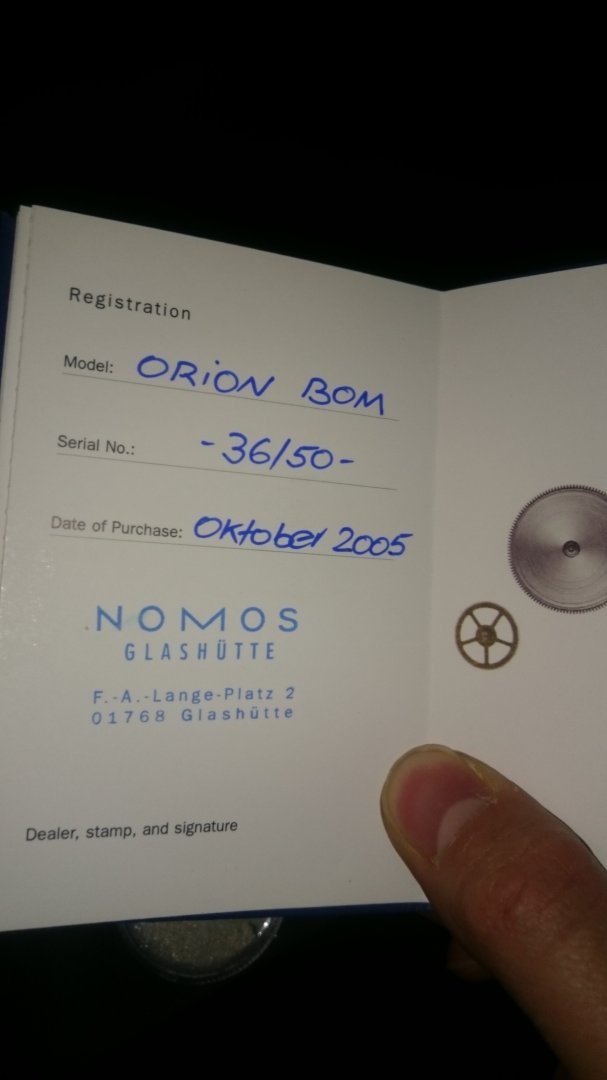 Registration
Model: ORiON BOM
Serial No.: -36/50-
Date of Purchase: Oktober 2005
NOMOS
GLASHÜTTE
F.-A.-Lange-Platz 2
01768 Glashütte
Dealer, stamp, and signature